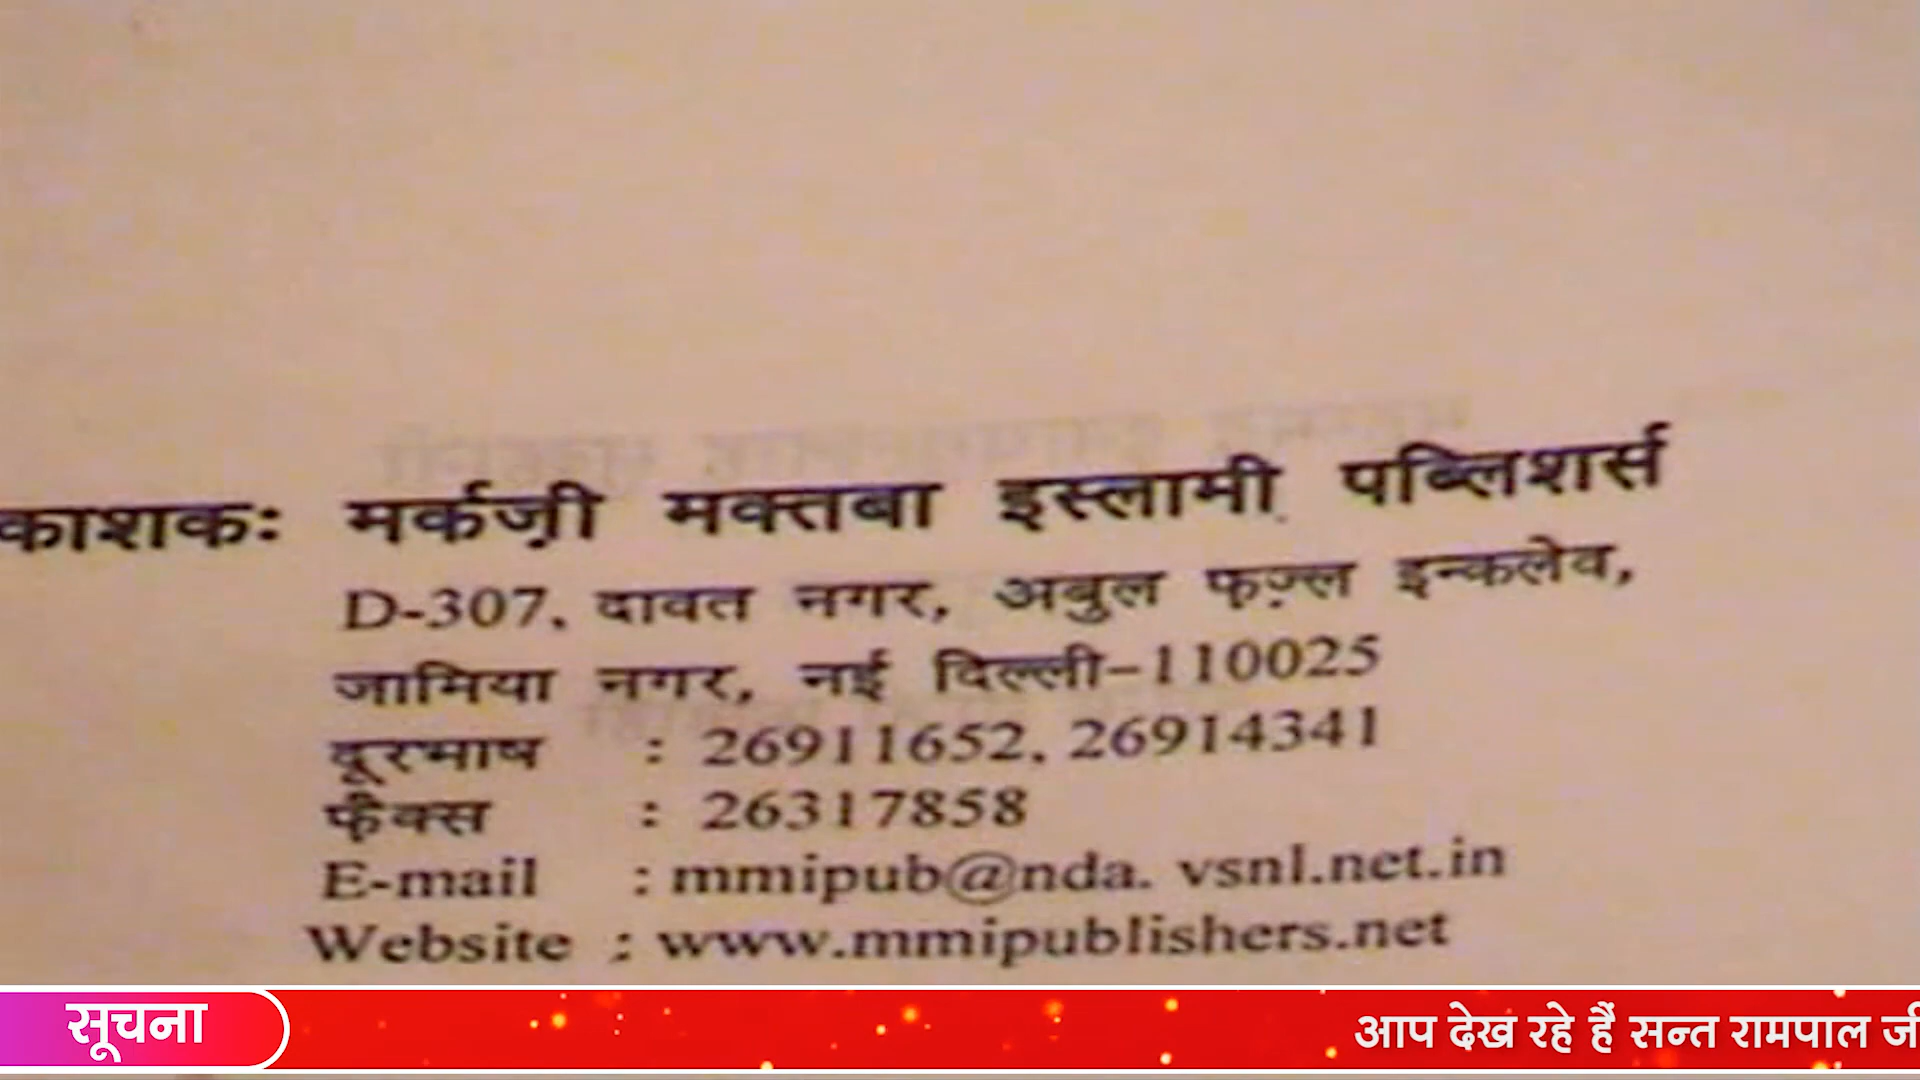 काशकः मर्कज़ी मक्तबा इस्लामी पब्लिशर्स
D-307, दावत नगर, अबुल फ़ज़्ल इन्कलेव,
जामिया नगर, नई दिल्ली-110025
दूरभाष : 26911652, 26914341
फ़ैक्स : 26317858
E-mail : mmipub@nda. vsnl.net.in
Website : www.mmipublishers.net
सूचना
आप देख रहे हैं सन्त रामपाल जी